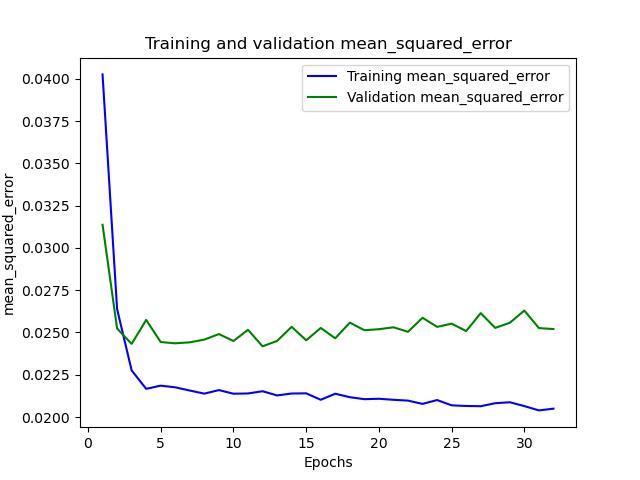 Training and validation mean_squared_error
Training mean_squared_error
Validation mean_squared_error
mean_squared_error
0.0400
0.0375
0.0350
0.0325
0.0300
0.0275
0.0250
0.0225
0.0200
0 5 10 15 20 25 30
Epochs